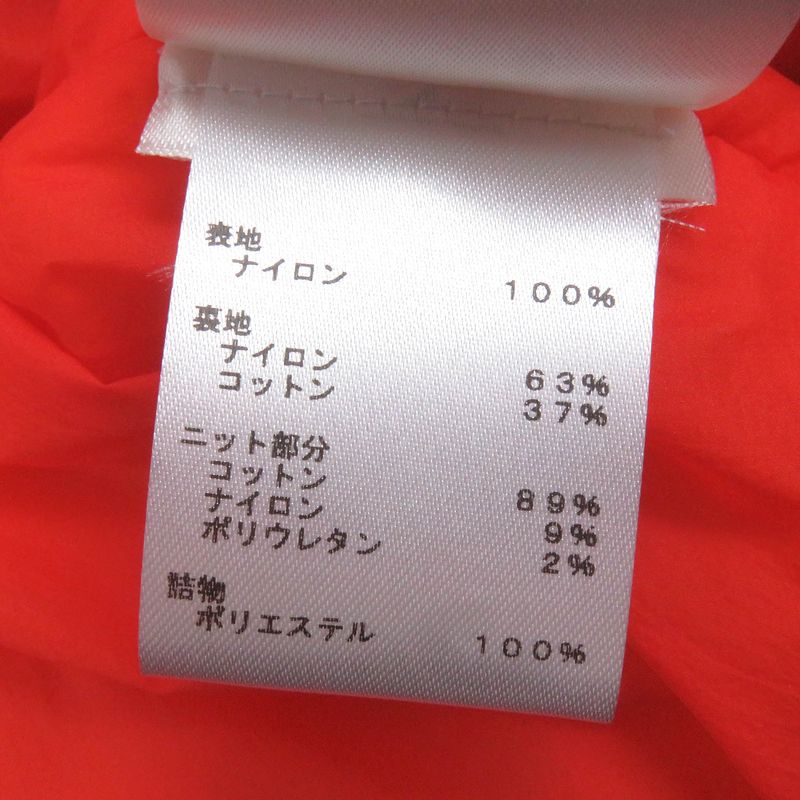 表地
ナイロン 100%
裏地
ナイロン 63%
コットン 37%
ニット部分
コットン 89%
ナイロン 9%
ポリウレタン 2%
詰物
ポリエステル 100%